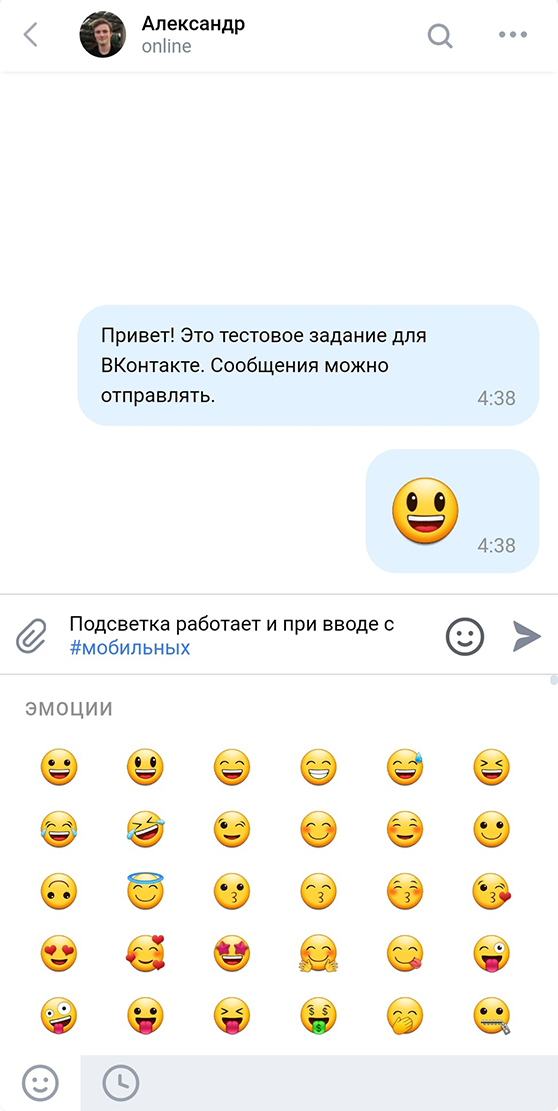 Александр
online
Привет! Это тестовое задание для
ВКонтакте. Сообщения можно
отправлять.
4:38
4:38
Подсветка работает и при вводе с
#мобильных
ЭМОЦИИ